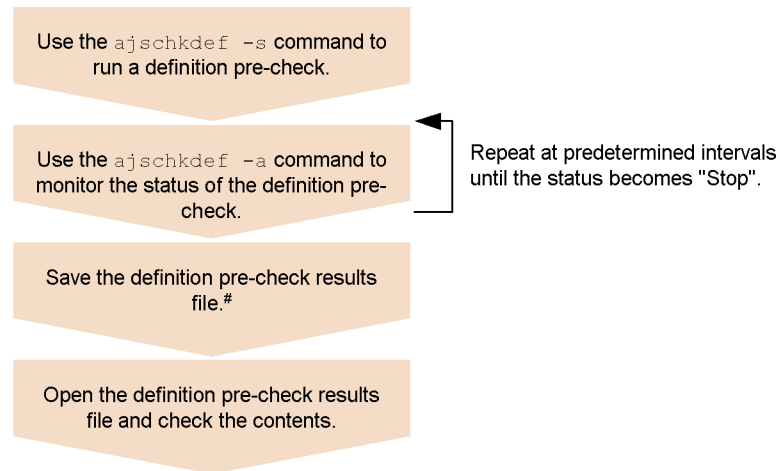 Use the ajschkdef -s command to
run a definition pre-check.
Use the ajschkdef -a command to
monitor the status of the definition pre-
check.
Repeat at predetermined intervals
until the status becomes "Stop".
Save the definition pre-check results
file.#
Open the definition pre-check results
file and check the contents.